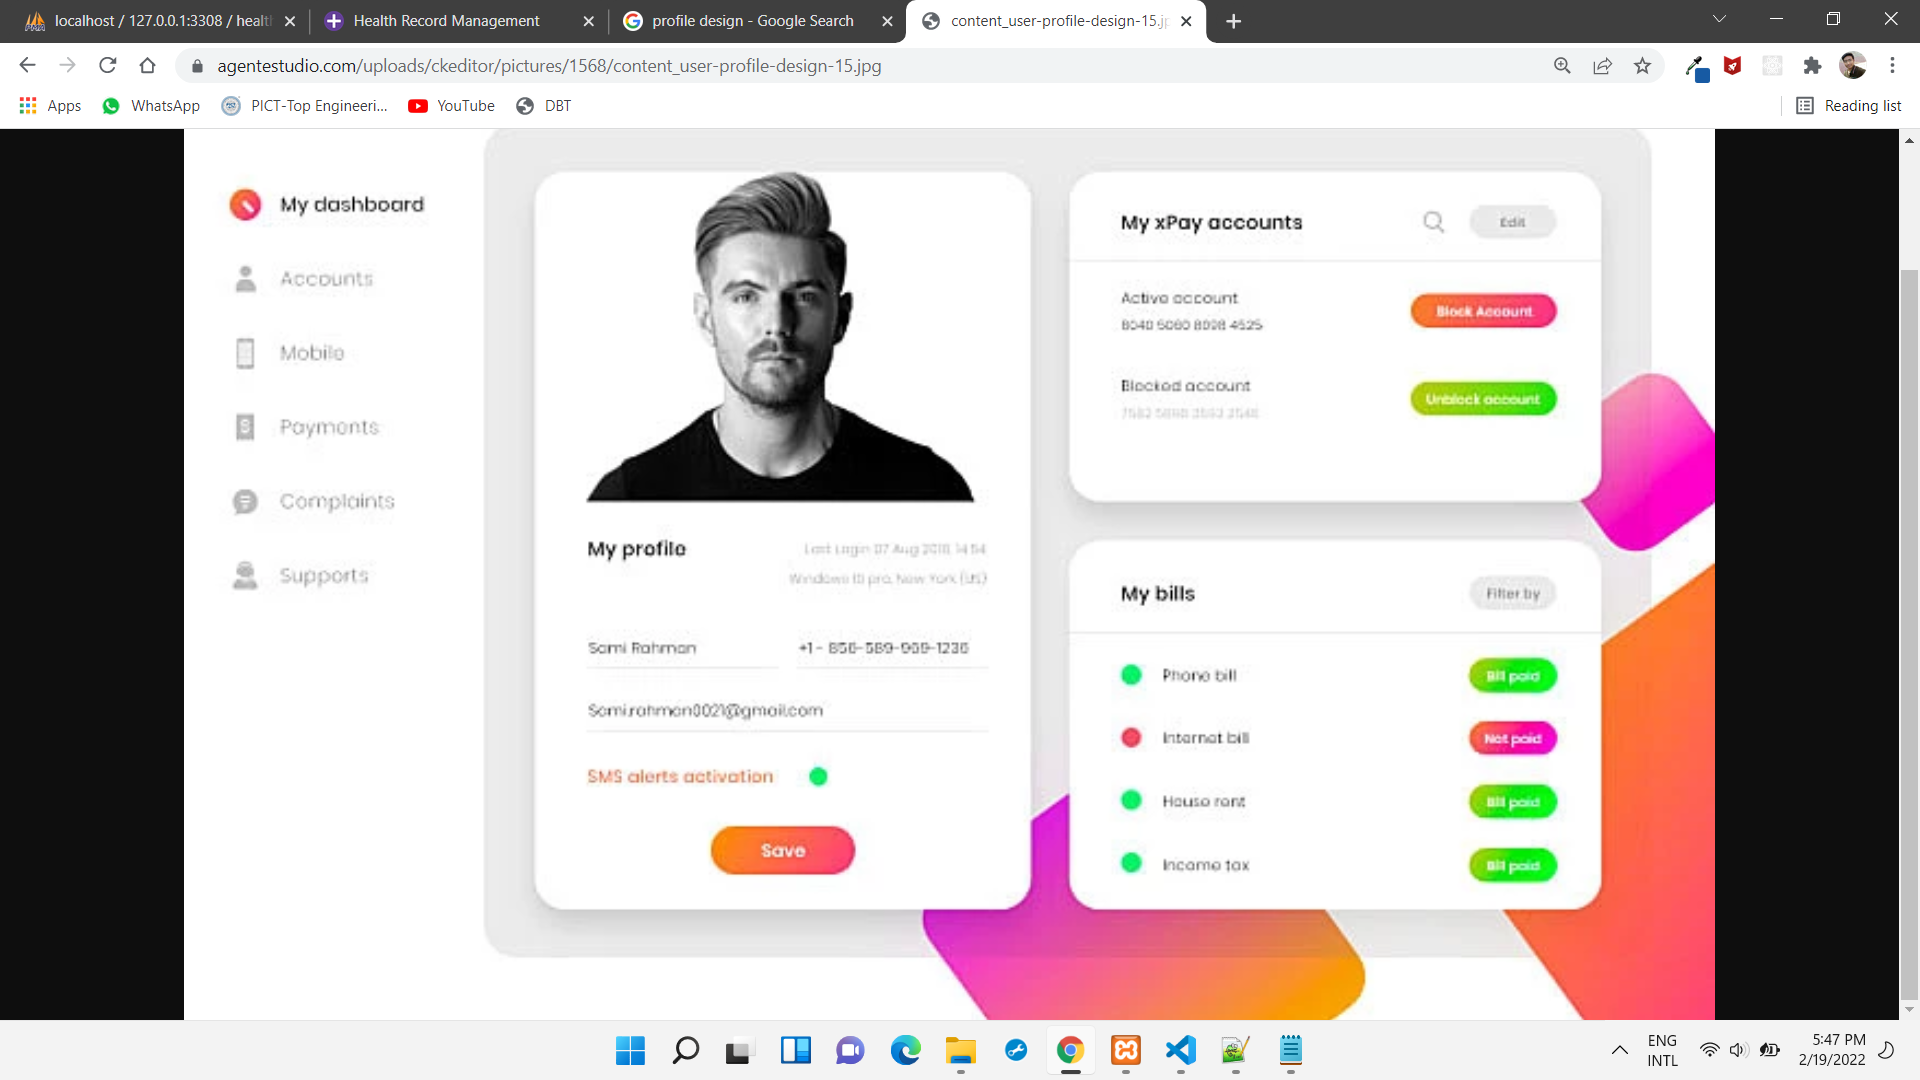 localhost / 127.0.0.1:3308 / healt
Health Record Management
profile design - Google Search
content_user-profile-design-15.jp
agentestudio.com/uploads/ckeditor/pictures/1568/content_user-profile-design-15.jpg
Apps
WhatsApp
PICT-Top Engineeri...
YouTube
DBT
Reading list
My dashboard
Accounts
Mobile
Payments
Complaints
Supports
My profile
Last Login 07 Aug 2018, 14:54
Windows 10 pro, New York (US)
Sami Rahman
+1 - 856-589-969-1236
Sami.rahman0021@gmail.com
SMS alerts activation
Save
My xPay accounts
Edit
Active account
8040 5060 8098 4525
Block Account
Blocked account
Unblock account
My bills
Filter by
Phone bill
Bill paid
Internet bill
Not paid
House rent
Bill paid
Income tax
Bill paid
ENG
INTL
5:47 PM
2/19/2022